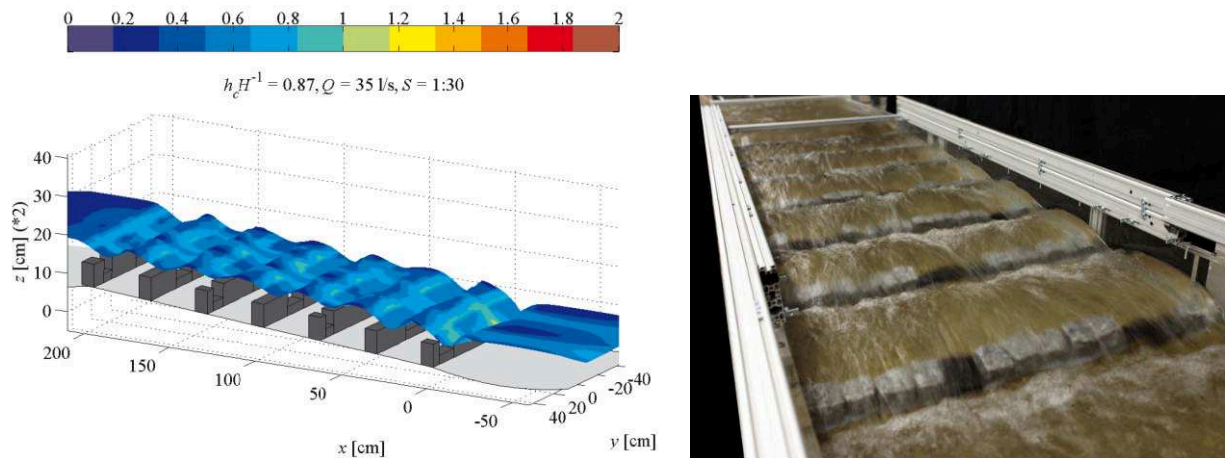 0 0.2 0.4 0.6 0.8 1 1.2 1.4 1.6 1.8 2
h_c H^-1 = 0.87, Q = 35 l/s, S = 1:30
40
30
20
10
0
z [cm] (*2)
200 150 100 50 0 -50
x [cm]
40 20 0 -20 -40
y [cm]